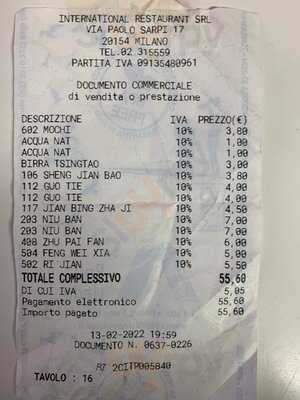 INTERNATIONAL RESTAURANT SRL
VIA PAOLO SARPI 17
20154 MILANO
TEL.02 315559
PARTITA IVA 09135480961
DOCUMENTO COMMERCIALE
di vendita o prestazione
DESCRIZIONE IVA PREZZO(€)
602 MOCHI 10% 3,80
ACQUA NAT 10% 1,00
ACQUA NAT 10% 1,00
BIRRA TSINGTAO 10% 3,00
106 SHENG JIAN BAO 10% 3,80
112 GUO TIE 10% 4,00
112 GUO TIE 10% 4,00
117 JIAN BING ZHA JI 10% 4,50
203 NIU BAN 10% 7,00
203 NIU BAN 10% 7,00
408 ZHU PAI FAN 10% 6,00
504 FENG WEI XIA 10% 5,00
502 RI JIAN 10% 5,50
TOTALE COMPLESSIVO 55,60
DI CUI IVA 5,05
Pagamento elettronico 55,60
Importo pagato 55,60
13-02-2022 19:59
DOCUMENTO N. 0637-0226
RT 2CITP005840
TAVOLO : 16